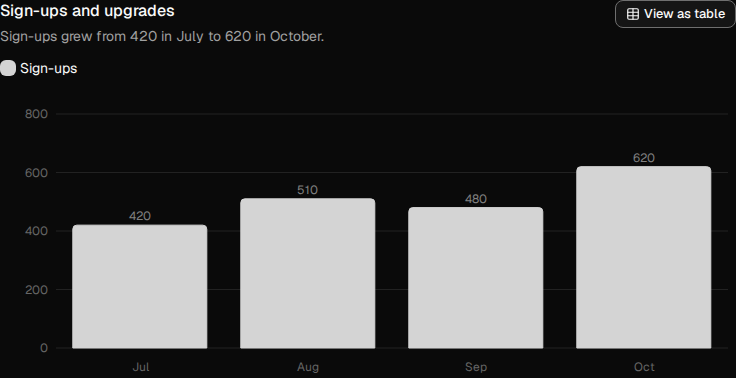 Sign-ups and upgrades
View as table
Sign-ups grew from 420 in July to 620 in October.
Sign-ups
800
600
400
200
0
420
510
480
620
Jul
Aug
Sep
Oct